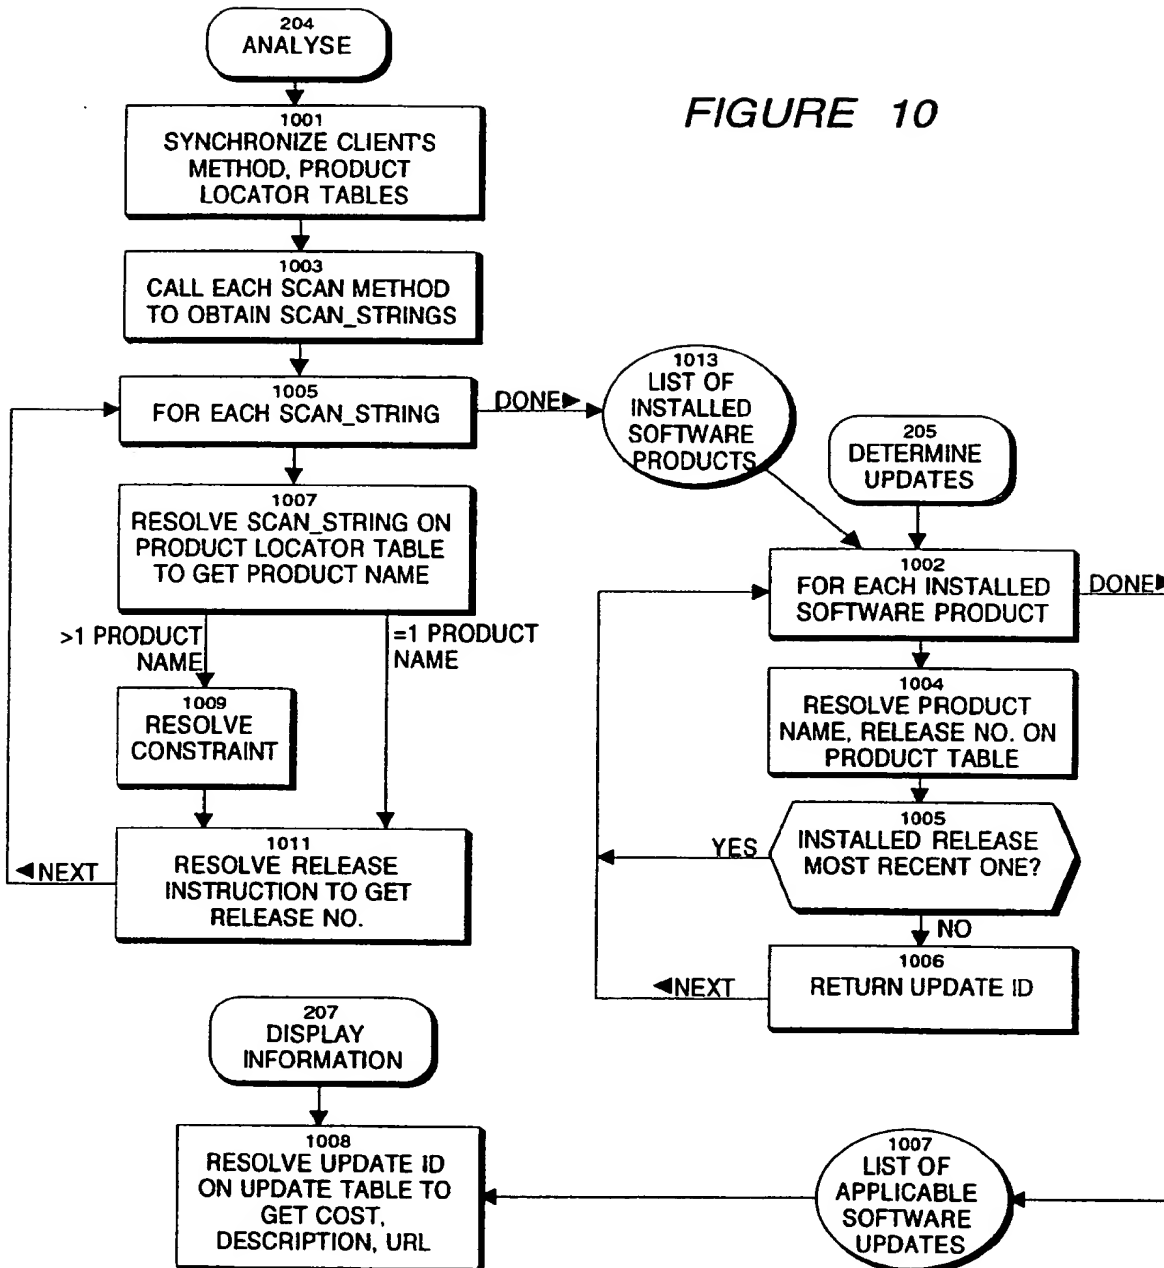 FIGURE 10
204
ANALYSE
1001
SYNCHRONIZE CLIENT'S
METHOD, PRODUCT
LOCATOR TABLES
1003
CALL EACH SCAN METHOD
TO OBTAIN SCAN_STRINGS
1005
FOR EACH SCAN_STRING
DONE
1007
RESOLVE SCAN_STRING ON
PRODUCT LOCATOR TABLE
TO GET PRODUCT NAME
>1 PRODUCT
NAME
=1 PRODUCT
NAME
1009
RESOLVE
CONSTRAINT
1011
RESOLVE RELEASE
INSTRUCTION TO GET
RELEASE NO.
NEXT
1013
LIST OF
INSTALLED
SOFTWARE
PRODUCTS
205
DETERMINE
UPDATES
1002
FOR EACH INSTALLED
SOFTWARE PRODUCT
DONE
1004
RESOLVE PRODUCT
NAME, RELEASE NO. ON
PRODUCT TABLE
1005
INSTALLED RELEASE
MOST RECENT ONE?
YES
NO
1006
RETURN UPDATE ID
NEXT
207
DISPLAY
INFORMATION
1008
RESOLVE UPDATE ID
ON UPDATE TABLE TO
GET COST,
DESCRIPTION, URL
1007
LIST OF
APPLICABLE
SOFTWARE
UPDATES